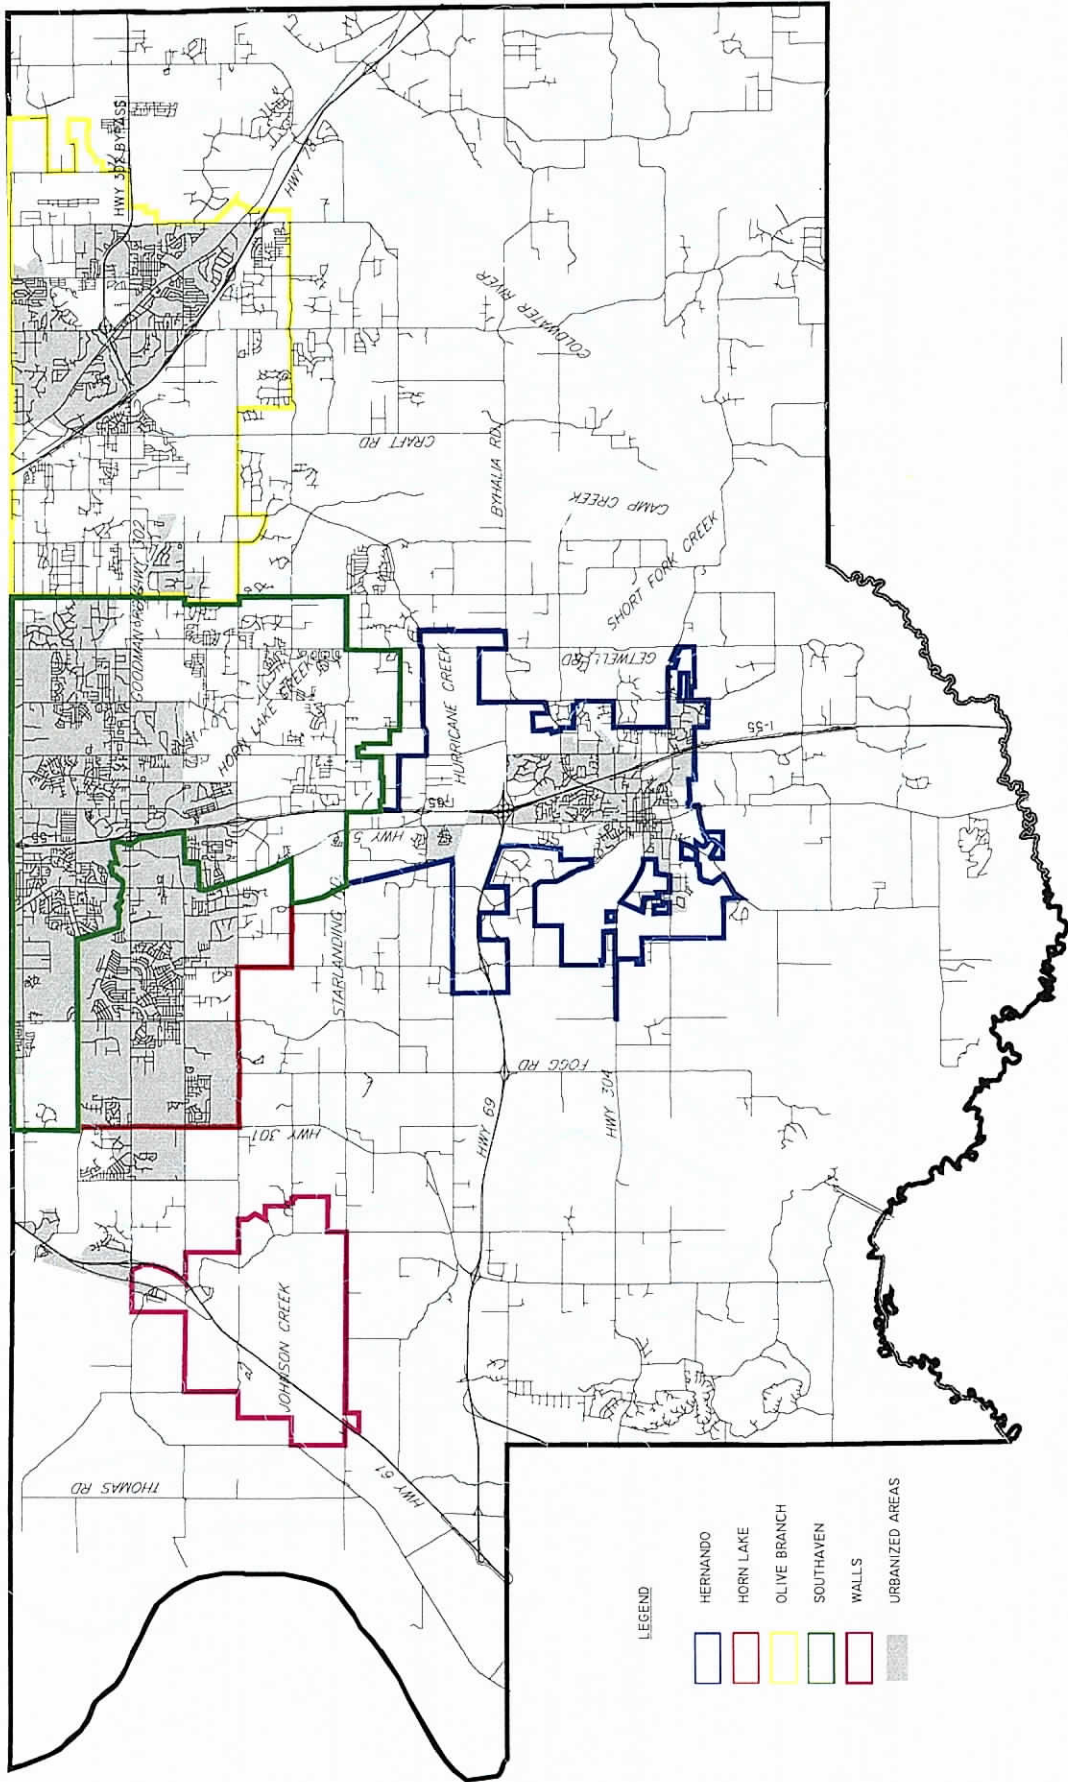 HWY 302 BYPASS
HWY 78
COLDWATER RIVER
CRAFT RD
BYHALIA RD
CAMP CREEK
SHORT FORK CREEK
GOODMAN RD/HWY 302
HORN LAKE CREEK
HURRICANE CREEK
GETWELL RD
I-55
I-55
HWY 5
STARLANDING
FOGG RD
HWY 69
HWY 304
HWY 301
JOHNSON CREEK
THOMAS RD
HWY 61
LEGEND
HERNANDO
HORN LAKE
OLIVE BRANCH
SOUTHAVEN
WALLS
URBANIZED AREAS